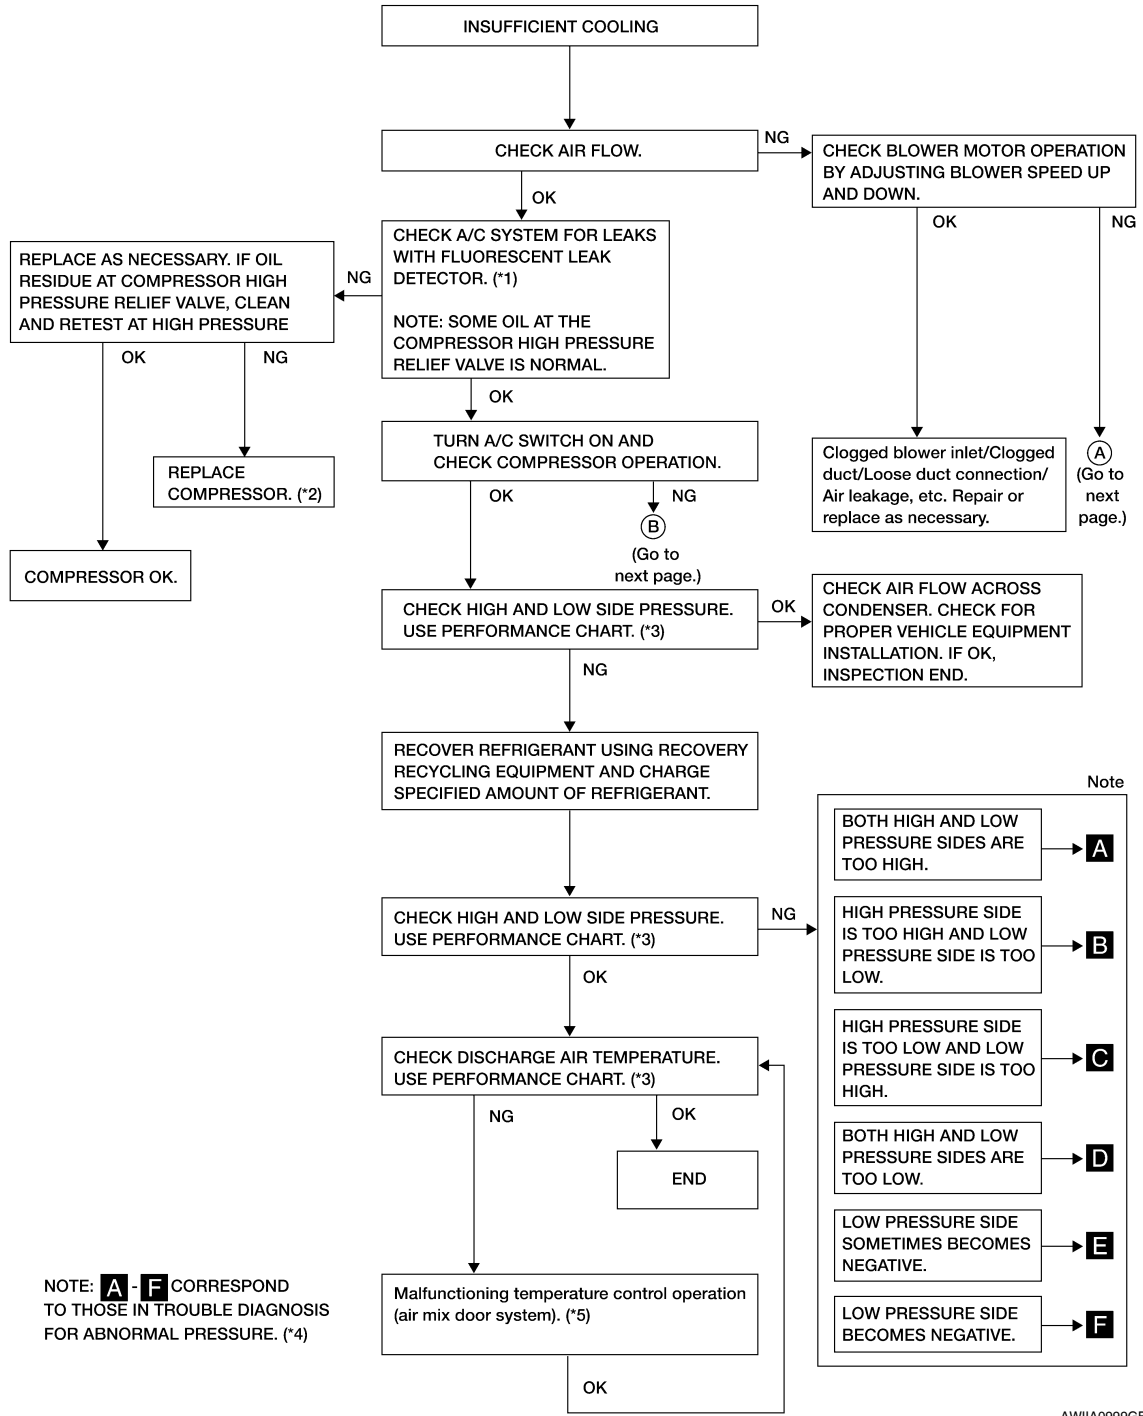 INSUFFICIENT COOLING
CHECK AIR FLOW.
NG
CHECK BLOWER MOTOR OPERATION
BY ADJUSTING BLOWER SPEED UP
AND DOWN.
OK
OK
NG
CHECK A/C SYSTEM FOR LEAKS
WITH FLUORESCENT LEAK
DETECTOR. (*1)
NOTE: SOME OIL AT THE
COMPRESSOR HIGH PRESSURE
RELIEF VALVE IS NORMAL.
NG
REPLACE AS NECESSARY. IF OIL
RESIDUE AT COMPRESSOR HIGH
PRESSURE RELIEF VALVE, CLEAN
AND RETEST AT HIGH PRESSURE
OK
NG
REPLACE
COMPRESSOR. (*2)
COMPRESSOR OK.
OK
TURN A/C SWITCH ON AND
CHECK COMPRESSOR OPERATION.
OK
NG
B
(Go to
next page.)
Clogged blower inlet/Clogged
duct/Loose duct connection/
Air leakage, etc. Repair or
replace as necessary.
A
(Go to
next
page.)
CHECK HIGH AND LOW SIDE PRESSURE.
USE PERFORMANCE CHART. (*3)
OK
CHECK AIR FLOW ACROSS
CONDENSER. CHECK FOR
PROPER VEHICLE EQUIPMENT
INSTALLATION. IF OK,
INSPECTION END.
NG
RECOVER REFRIGERANT USING RECOVERY
RECYCLING EQUIPMENT AND CHARGE
SPECIFIED AMOUNT OF REFRIGERANT.
CHECK HIGH AND LOW SIDE PRESSURE.
USE PERFORMANCE CHART. (*3)
NG
Note
BOTH HIGH AND LOW
PRESSURE SIDES ARE
TOO HIGH.
A
HIGH PRESSURE SIDE
IS TOO HIGH AND LOW
PRESSURE SIDE IS TOO
LOW.
B
HIGH PRESSURE SIDE
IS TOO LOW AND LOW
PRESSURE SIDE IS TOO
HIGH.
C
BOTH HIGH AND LOW
PRESSURE SIDES ARE
TOO LOW.
D
LOW PRESSURE SIDE
SOMETIMES BECOMES
NEGATIVE.
E
LOW PRESSURE SIDE
BECOMES NEGATIVE.
F
OK
CHECK DISCHARGE AIR TEMPERATURE.
USE PERFORMANCE CHART. (*3)
NG
OK
END
Malfunctioning temperature control operation
(air mix door system). (*5)
OK
NOTE: A - F CORRESPOND
TO THOSE IN TROUBLE DIAGNOSIS
FOR ABNORMAL PRESSURE. (*4)